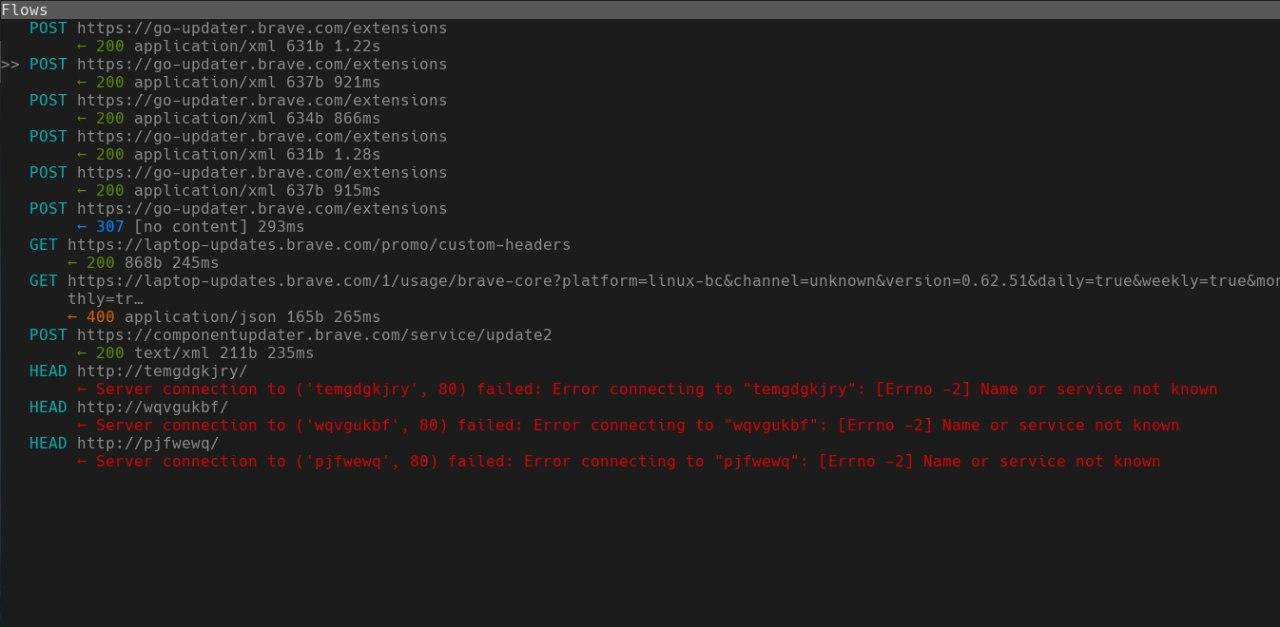 Flows
POST https://go-updater.brave.com/extensions
← 200 application/xml 631b 1.22s
>> POST https://go-updater.brave.com/extensions
← 200 application/xml 637b 921ms
POST https://go-updater.brave.com/extensions
← 200 application/xml 634b 866ms
POST https://go-updater.brave.com/extensions
← 200 application/xml 631b 1.28s
POST https://go-updater.brave.com/extensions
← 200 application/xml 637b 915ms
POST https://go-updater.brave.com/extensions
← 307 [no content] 293ms
GET https://laptop-updates.brave.com/promo/custom-headers
← 200 868b 245ms
GET https://laptop-updates.brave.com/1/usage/brave-core?platform=linux-bc&channel=unknown&version=0.62.51&daily=true&weekly=true&mon
thly=tr…
← 400 application/json 165b 265ms
POST https://componentupdater.brave.com/service/update2
← 200 text/xml 211b 235ms
HEAD http://temgdgkjry/
← Server connection to ('temgdgkjry', 80) failed: Error connecting to "temgdgkjry": [Errno -2] Name or service not known
HEAD http://wqvgukbf/
← Server connection to ('wqvgukbf', 80) failed: Error connecting to "wqvgukbf": [Errno -2] Name or service not known
HEAD http://pjfwewq/
← Server connection to ('pjfwewq', 80) failed: Error connecting to "pjfwewq": [Errno -2] Name or service not known